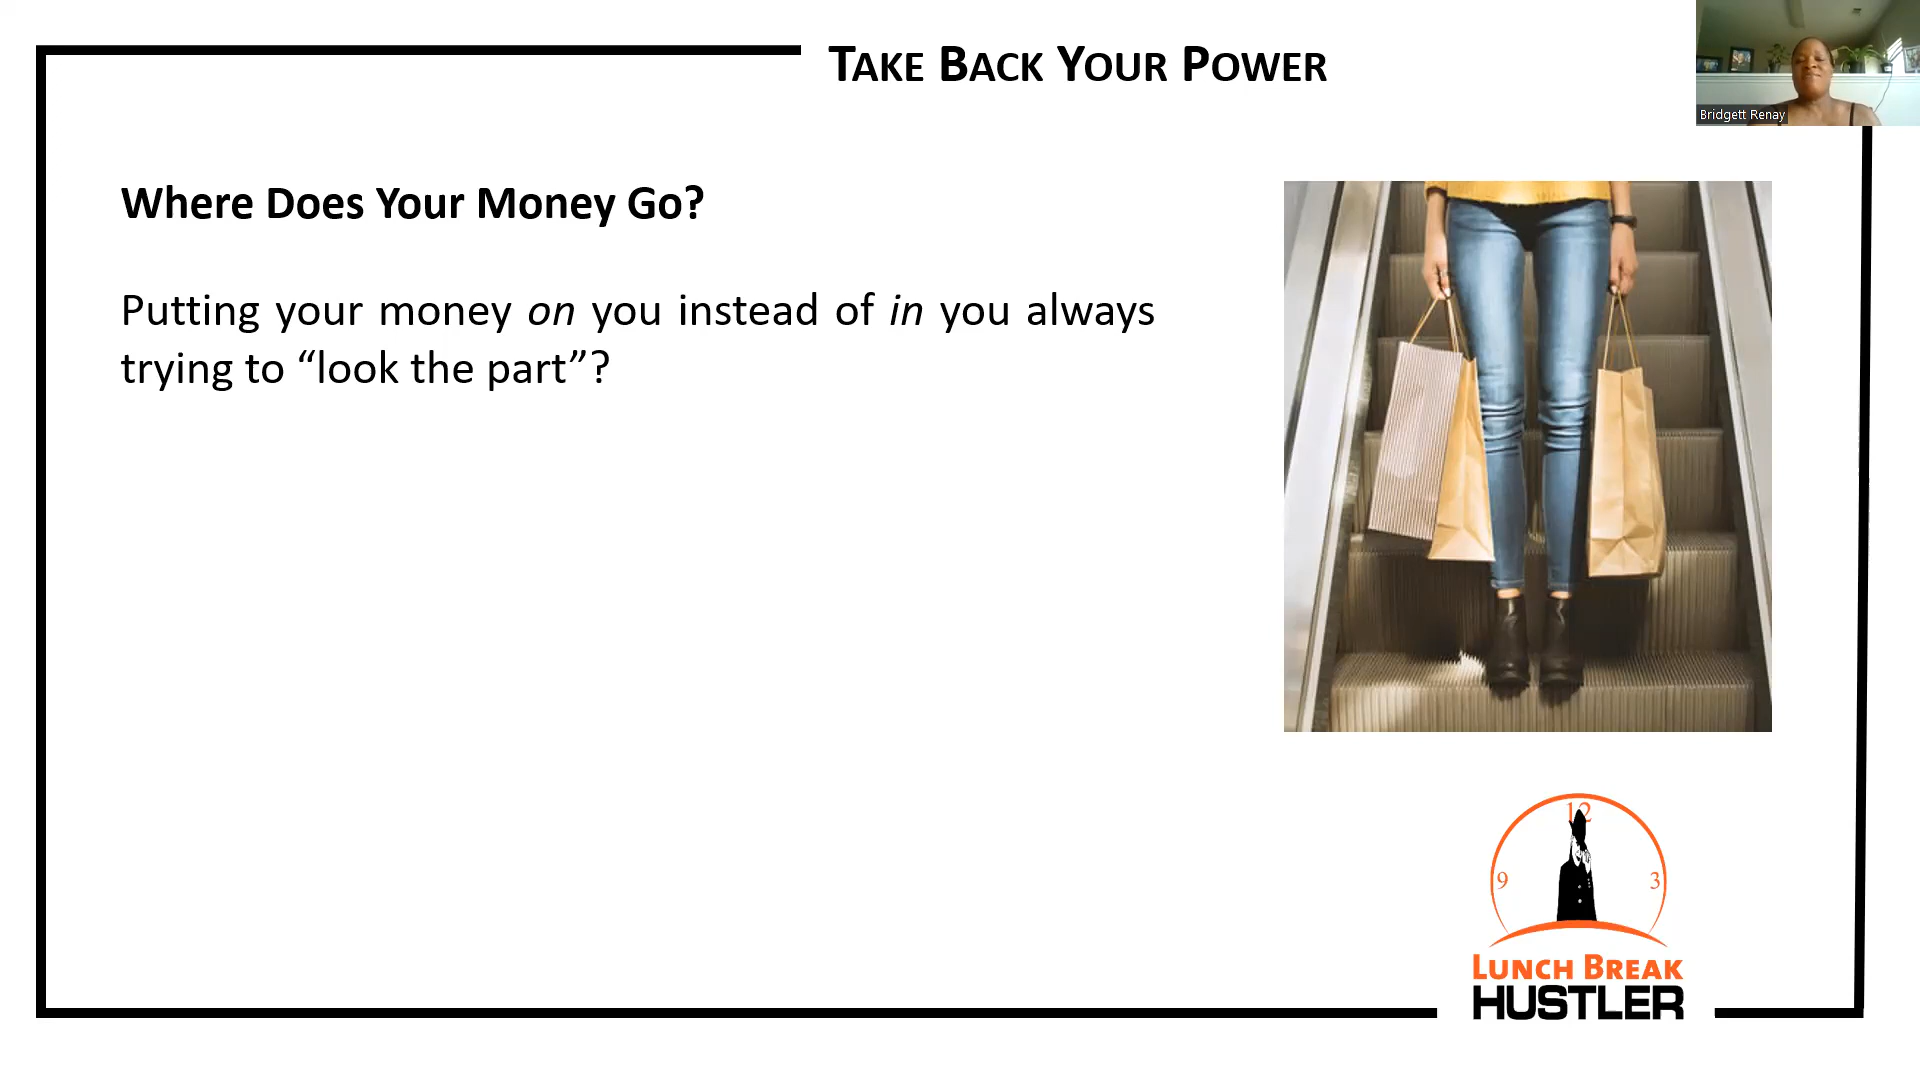 TAKE BACK YOUR POWER
Bridgett Renay
Where Does Your Money Go?
Putting your money on you instead of in you always
trying to “look the part”?
12
9 3
LUNCH BREAK
HUSTLER